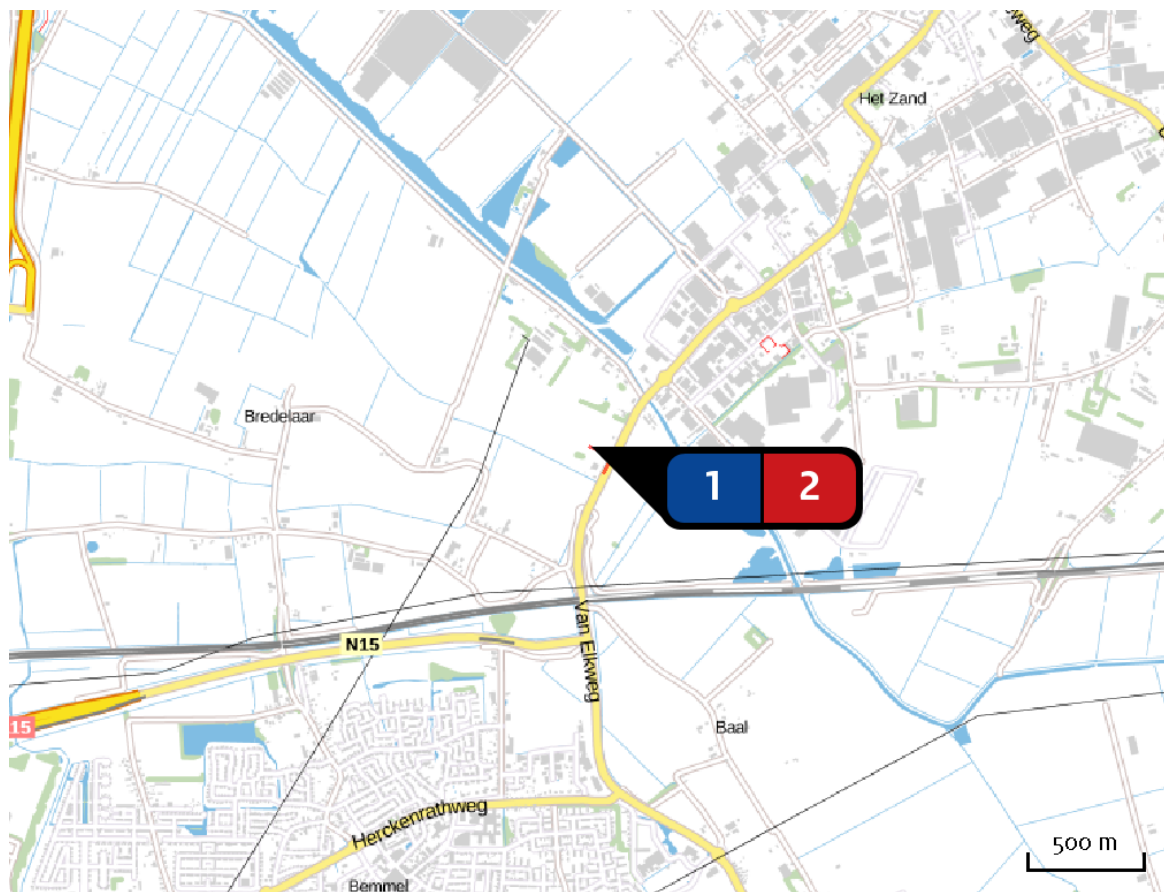 Het Zand
Bredelaar
1
2
N15
Van Elkweg
15
Baal
Herckenrathweg
500 m
Bemmel